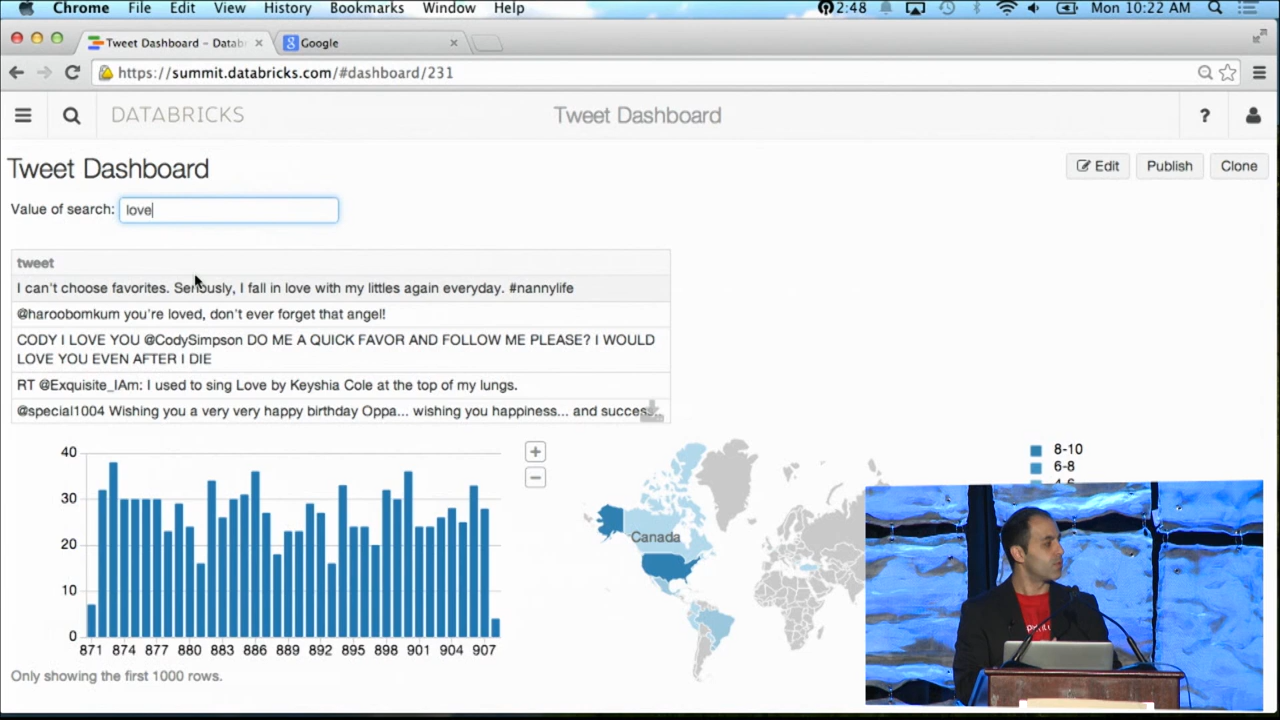 Chrome File Edit View History Bookmarks Window Help 2:48 Mon 10:22 AM
Tweet Dashboard - Datab Google
https://summit.databricks.com/#dashboard/231
DATABRICKS Tweet Dashboard ?
Tweet Dashboard Edit Publish Clone
Value of search: love
tweet
I can't choose favorites. Seriously, I fall in love with my littles again everyday. #nannylife
@haroobomkum you're loved, don't ever forget that angel!
CODY I LOVE YOU @CodySimpson DO ME A QUICK FAVOR AND FOLLOW ME PLEASE? I WOULD
LOVE YOU EVEN AFTER I DIE
RT @Exquisite_IAm: I used to sing Love by Keyshia Cole at the top of my lungs.
@special1004 Wishing you a very very happy birthday Oppa... wishing you happiness... and succes...
40
30
20
10
0
871 874 877 880 883 886 889 892 895 898 901 904 907
Only showing the first 1000 rows.
+
−
Canada
8-10
6-8
4-6